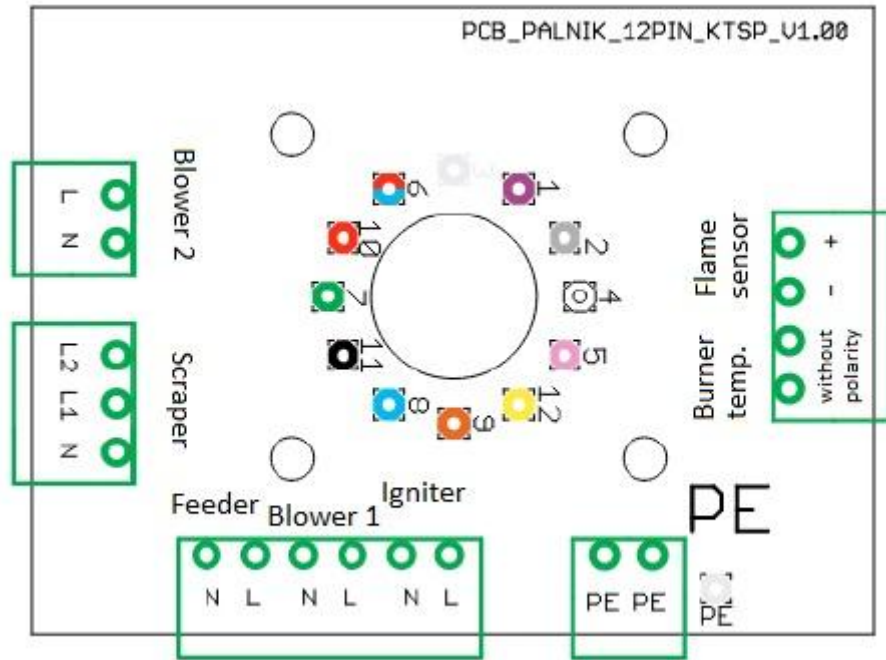 PCB_PALNIK_12PIN_KTSP_V1.00
Blower 2
L
N
Scraper
L2
L1
N
6
10
7
11
8
9
12
5
4
2
1
Flame
sensor
+
-
Burner
temp.
without
polarity
Feeder
Blower 1
Igniter
N L N L N L
PE
PE PE
PE